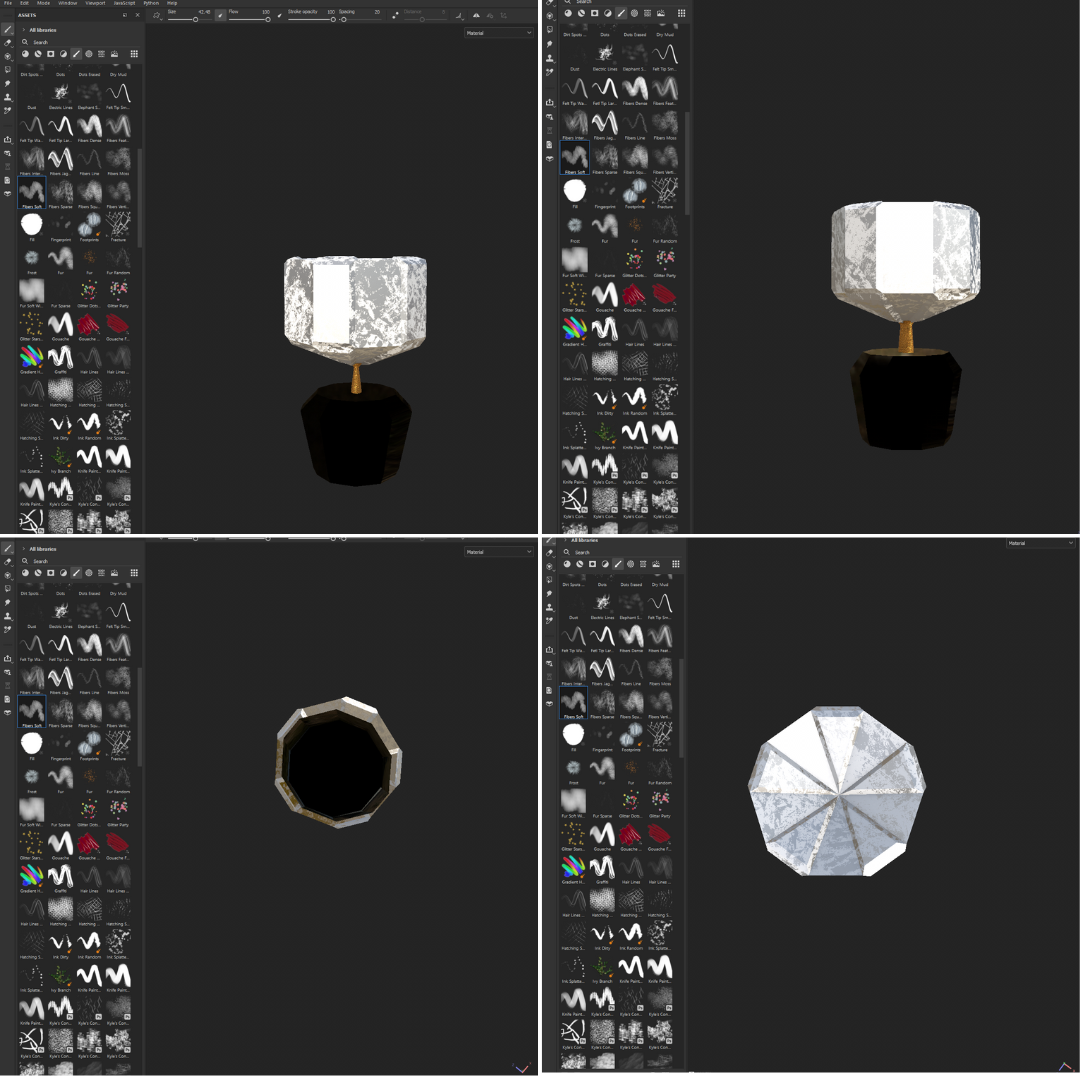 File Edit Mode Window Viewport JavaScript Python Help
ASSETS
Size 42.48 Flow 100 Stroke opacity 100 Spacing 20 Distance 8
Material
All libraries
Search
Dirt Spots ... Dots Dots Erased Dry Mud
Dust Electric Lines Elephant S... Felt Tip Sm...
Felt Tip Wa... Felt Tip Lar... Fibers Dense Fibers Feat...
Fibers Inter... Fibers Jag... Fibers Line Fibers Moss
Fibers Soft Fibers Sparse Fibers Squ... Fibers Verti...
Fill Fingerprint Footprints Fracture
Frost Fur Fur Fur Random
Fur Soft Wi... Fur Sparse Glitter Dots... Glitter Party
Glitter Stars... Gouache Gouache ... Gouache F...
Gradient H... Graffiti Hair Lines Hair Lines ...
Hair Lines ... Hatching ... Hatching ... Hatching S...
Hatching S... Ink Dirty Ink Random Ink Splatte...
Ink Splatte... Ivy Branch Knife Paint... Knife Paint...
Knife Paint... Kyle's Con... Kyle's Con... Kyle's Con...
Search
Dirt Spots ... Dots Dots Erased Dry Mud
Dust Electric Lines Elephant S... Felt Tip Sm...
Felt Tip Wa... Felt Tip Lar... Fibers Dense Fibers Feat...
Fibers Inter... Fibers Jag... Fibers Line Fibers Moss
Fibers Soft Fibers Sparse Fibers Squ... Fibers Verti...
Fill Fingerprint Footprints Fracture
Frost Fur Fur Fur Random
Fur Soft Wi... Fur Sparse Glitter Dots... Glitter Party
Glitter Stars... Gouache Gouache ... Gouache F...
Gradient H... Graffiti Hair Lines Hair Lines ...
Hair Lines ... Hatching ... Hatching ... Hatching S...
Hatching S... Ink Dirty Ink Random Ink Splatte...
Ink Splatte... Ivy Branch Knife Paint... Knife Paint...
Knife Paint... Kyle's Con... Kyle's Con... Kyle's Con...
Kyle's Con... Kyle's Con... Kyle's Con... Kyle's Con...
All libraries
Material
Search
Dirt Spots ... Dots Dots Erased Dry Mud
Dust Electric Lines Elephant S... Felt Tip Sm...
Felt Tip Wa... Felt Tip Lar... Fibers Dense Fibers Feat...
Fibers Inter... Fibers Jag... Fibers Line Fibers Moss
Fibers Soft Fibers Sparse Fibers Squ... Fibers Verti...
Fill Fingerprint Footprints Fracture
Frost Fur Fur Fur Random
Fur Soft Wi... Fur Sparse Glitter Dots... Glitter Party
Glitter Stars... Gouache Gouache ... Gouache F...
Gradient H... Graffiti Hair Lines Hair Lines ...
Hair Lines ... Hatching ... Hatching ... Hatching S...
Hatching S... Ink Dirty Ink Random Ink Splatte...
Ink Splatte... Ivy Branch Knife Paint... Knife Paint...
Knife Paint... Kyle's Con... Kyle's Con... Kyle's Con...
Kyle's Con... Kyle's Con... Kyle's Con... Kyle's Con...
All libraries
Material
Search
Dirt Spots ... Dots Dots Erased Dry Mud
Dust Electric Lines Elephant S... Felt Tip Sm...
Felt Tip Wa... Felt Tip Lar... Fibers Dense Fibers Feat...
Fibers Inter... Fibers Jag... Fibers Line Fibers Moss
Fibers Soft Fibers Sparse Fibers Squ... Fibers Verti...
Fill Fingerprint Footprints Fracture
Frost Fur Fur Fur Random
Fur Soft Wi... Fur Sparse Glitter Dots... Glitter Party
Glitter Stars... Gouache Gouache ... Gouache F...
Gradient H... Graffiti Hair Lines Hair Lines ...
Hair Lines ... Hatching ... Hatching ... Hatching S...
Hatching S... Ink Dirty Ink Random Ink Splatte...
Ink Splatte... Ivy Branch Knife Paint... Knife Paint...
Knife Paint... Kyle's Con... Kyle's Con... Kyle's Con...
Kyle's Con... Kyle's Con... Kyle's Con... Kyle's Con...